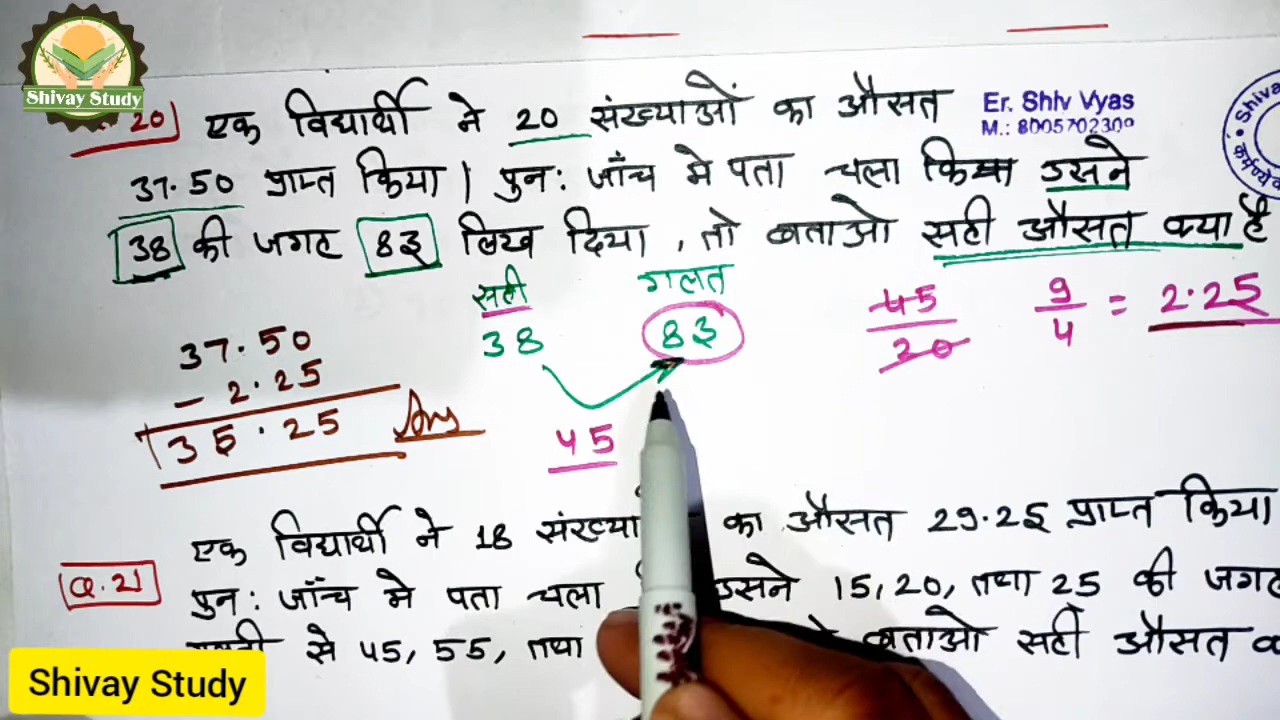 Shivay Study
20 एक विद्यार्थी ने 20 संख्याओं का औसत
Er. Shiv Vyas
M.: 8005702309
37.50 प्राप्त किया। पुन: जाँच मे पता चला कि उसने
38 की जगह 83 लिख दिया, तो बताओ सही औसत क्या है
सही गलत
38 83
45
45/20 9/4 = 2.25
37.50
- 2.25
35.25 Ans
Q.21 एक विद्यार्थी ने 18 संख्या का औसत 29.25 प्राप्त किया
पुन: जाँच मे पता चला उसने 15, 20, तथा 25 की जगह
से 45, 55, तथा बताओ सही औसत
Shivay Study